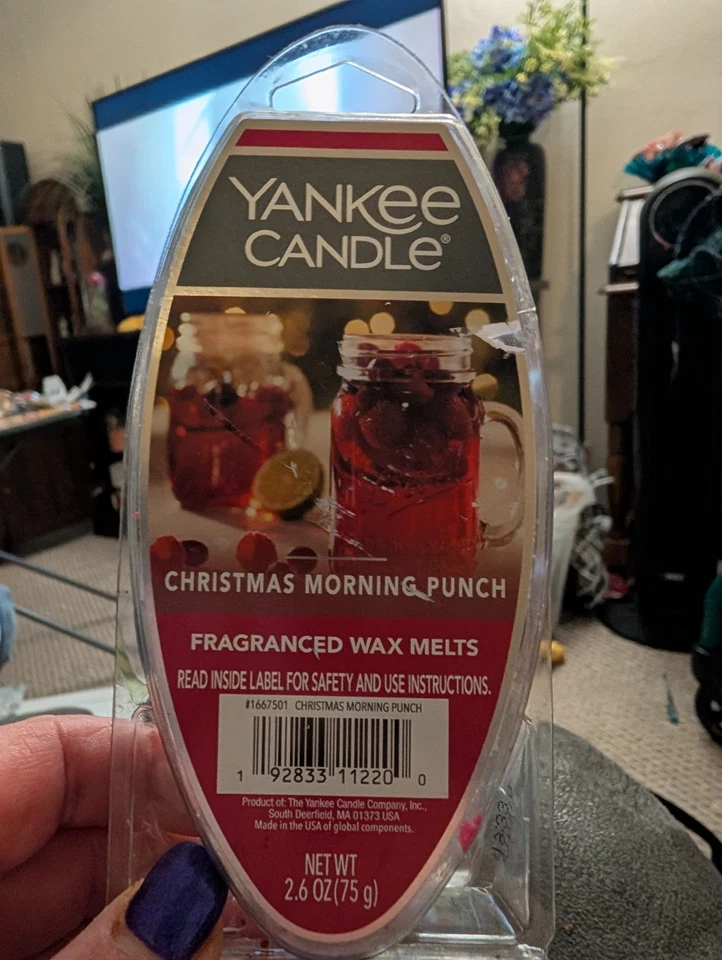 YANKEE
CANDLE®
CHRISTMAS MORNING PUNCH
FRAGRANCED WAX MELTS
READ INSIDE LABEL FOR SAFETY AND USE INSTRUCTIONS.
#1667501 CHRISTMAS MORNING PUNCH
1 92833 11220 0
Product of: The Yankee Candle Company, Inc.,
South Deerfield, MA 01373 USA
Made in the USA of global components.
NET WT
2.6 OZ (75 g)